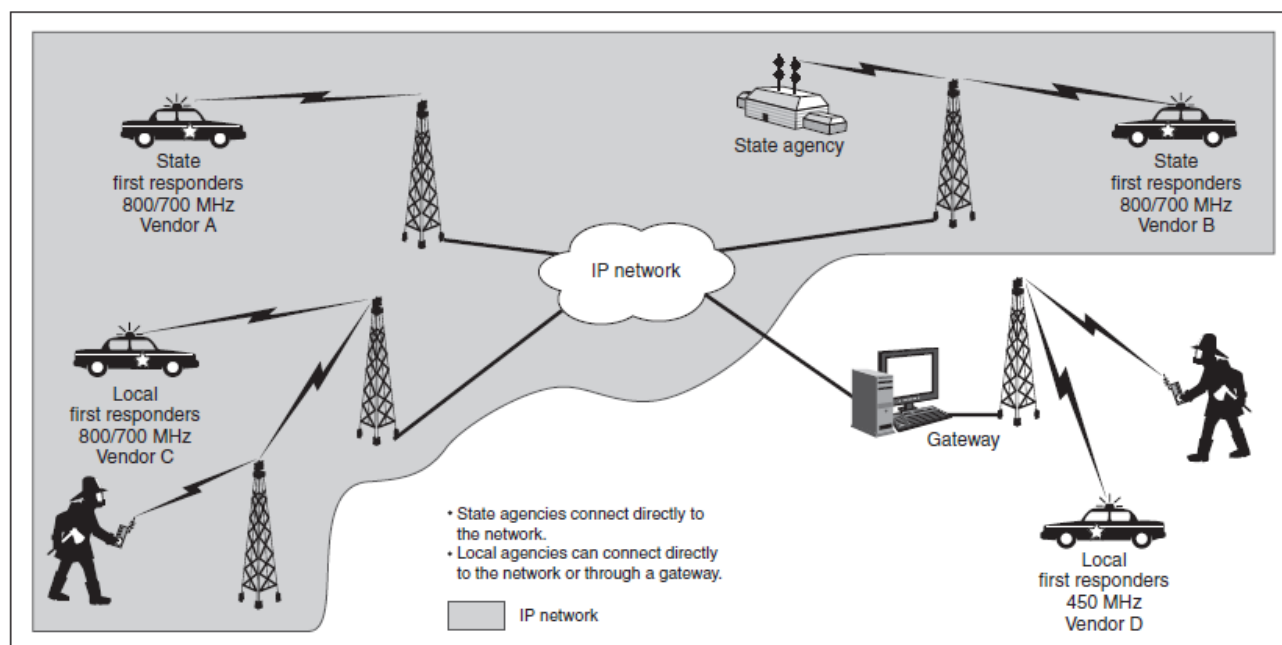 State
first responders
800/700 MHz
Vendor A
State agency
State
first responders
800/700 MHz
Vendor B
IP network
Local
first responders
800/700 MHz
Vendor C
Gateway
• State agencies connect directly to
the network.
• Local agencies can connect directly
to the network or through a gateway.
IP network
Local
first responders
450 MHz
Vendor D